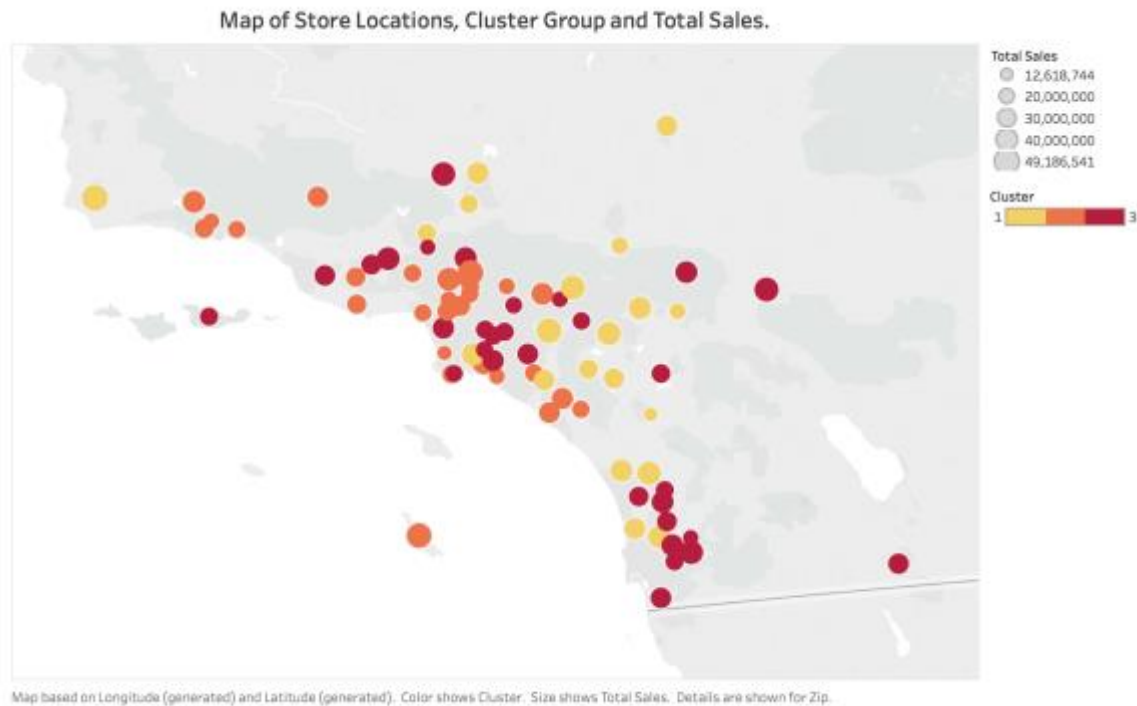 Map of Store Locations, Cluster Group and Total Sales.
Total Sales
12,618,744
20,000,000
30,000,000
40,000,000
49,186,541
Cluster
1 3
Map based on Longitude (generated) and Latitude (generated). Color shows Cluster. Size shows Total Sales. Details are shown for Zip.